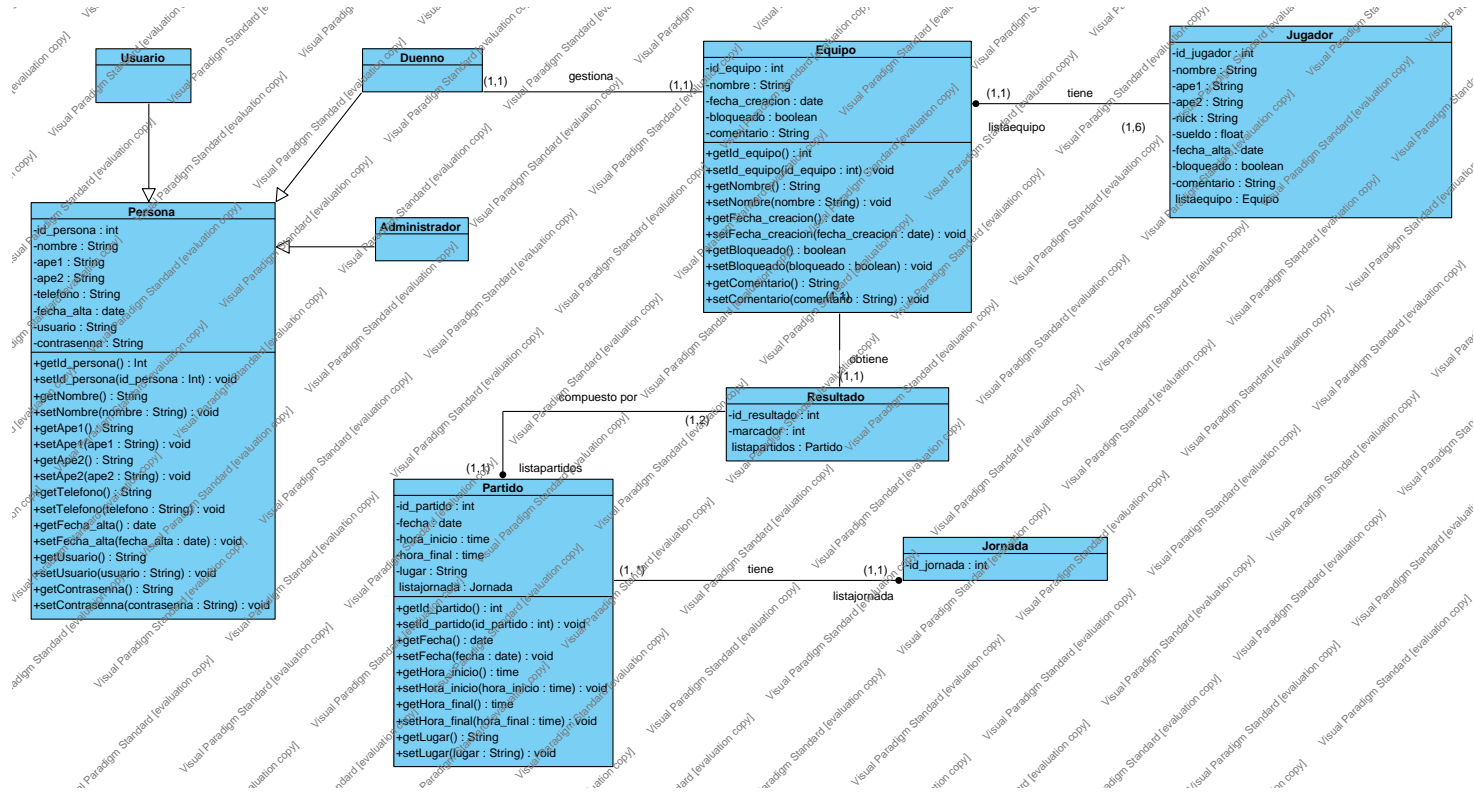 Usuario
Duenno
(1,1)
gestiona
(1,1)
Equipo
-id_equipo : int
-nombre : String
-fecha_creacion : date
-bloqueado : boolean
-comentario : String
+getId_equipo() : int
+setId_equipo(id_equipo : int) : void
+getNombre() : String
+setNombre(nombre : String) : void
+getFecha_creacion() : date
+setFecha_creacion(fecha_creacion : date) : void
+getBloqueado() : boolean
+setBloqueado(bloqueado : boolean) : void
+getComentario() : String
+setComentario(comentario : String) : void
(1,1)
tiene
listaequipo
(1,6)
Jugador
-id_jugador : int
-nombre : String
-ape1 : String
-ape2 : String
-nick : String
-sueldo : float
-fecha_alta : date
-bloqueado : boolean
-comentario : String
listaequipo : Equipo
Persona
-id_persona : int
-nombre : String
-ape1 : String
-ape2 : String
-telefono : String
-fecha_alta : date
-usuario : String
-contrasenna : String
+getId_persona() : Int
+setId_persona(id_persona : Int) : void
+getNombre() : String
+setNombre(nombre : String) : void
+getApe1() : String
+setApe1(ape1 : String) : void
+getApe2() : String
+setApe2(ape2 : String) : void
+getTelefono() : String
+setTelefono(telefono : String) : void
+getFecha_alta() : date
+setFecha_alta(fecha_alta : date) : void
+getUsuario() : String
+setUsuario(usuario : String) : void
+getContrasenna() : String
+setContrasenna(contrasenna : String) : void
Administrador
(1,1)
obtiene
(1,1)
Resultado
-id_resultado : int
-marcador : int
listapartidos : Partido
compuesto por
(1,2)
(1,1)
listapartidos
Partido
-id_partido : int
-fecha : date
-hora_inicio : time
-hora_final : time
-lugar : String
listajornada : Jornada
+getId_partido() : int
+setId_partido(id_partido : int) : void
+getFecha() : date
+setFecha(fecha : date) : void
+getHora_inicio() : time
+setHora_inicio(hora_inicio : time) : void
+getHora_final() : time
+setHora_final(hora_final : time) : void
+getLugar() : String
+setLugar(lugar : String) : void
(1,1)
tiene
(1,1)
listajornada
Jornada
-id_jornada : int
Visual Paradigm Standard [evaluation copy]